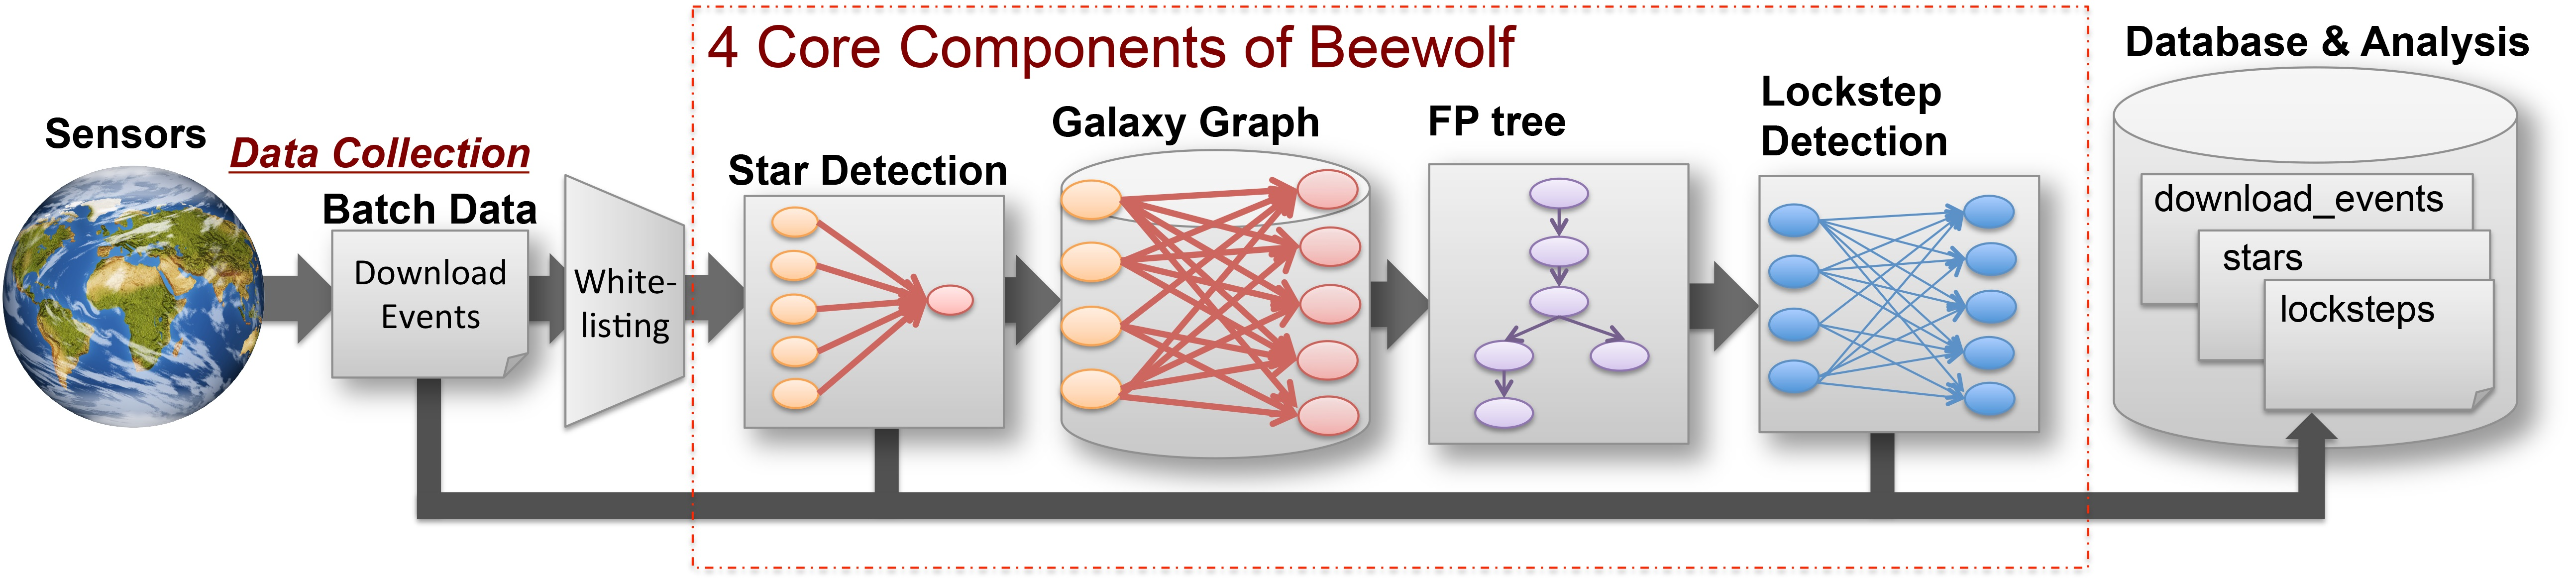 4 Core Components of Beewolf
Sensors
Data Collection
Batch Data
Download
Events
White-
listing
Star Detection
Galaxy Graph
FP tree
Lockstep
Detection
Database & Analysis
download_events
stars
locksteps